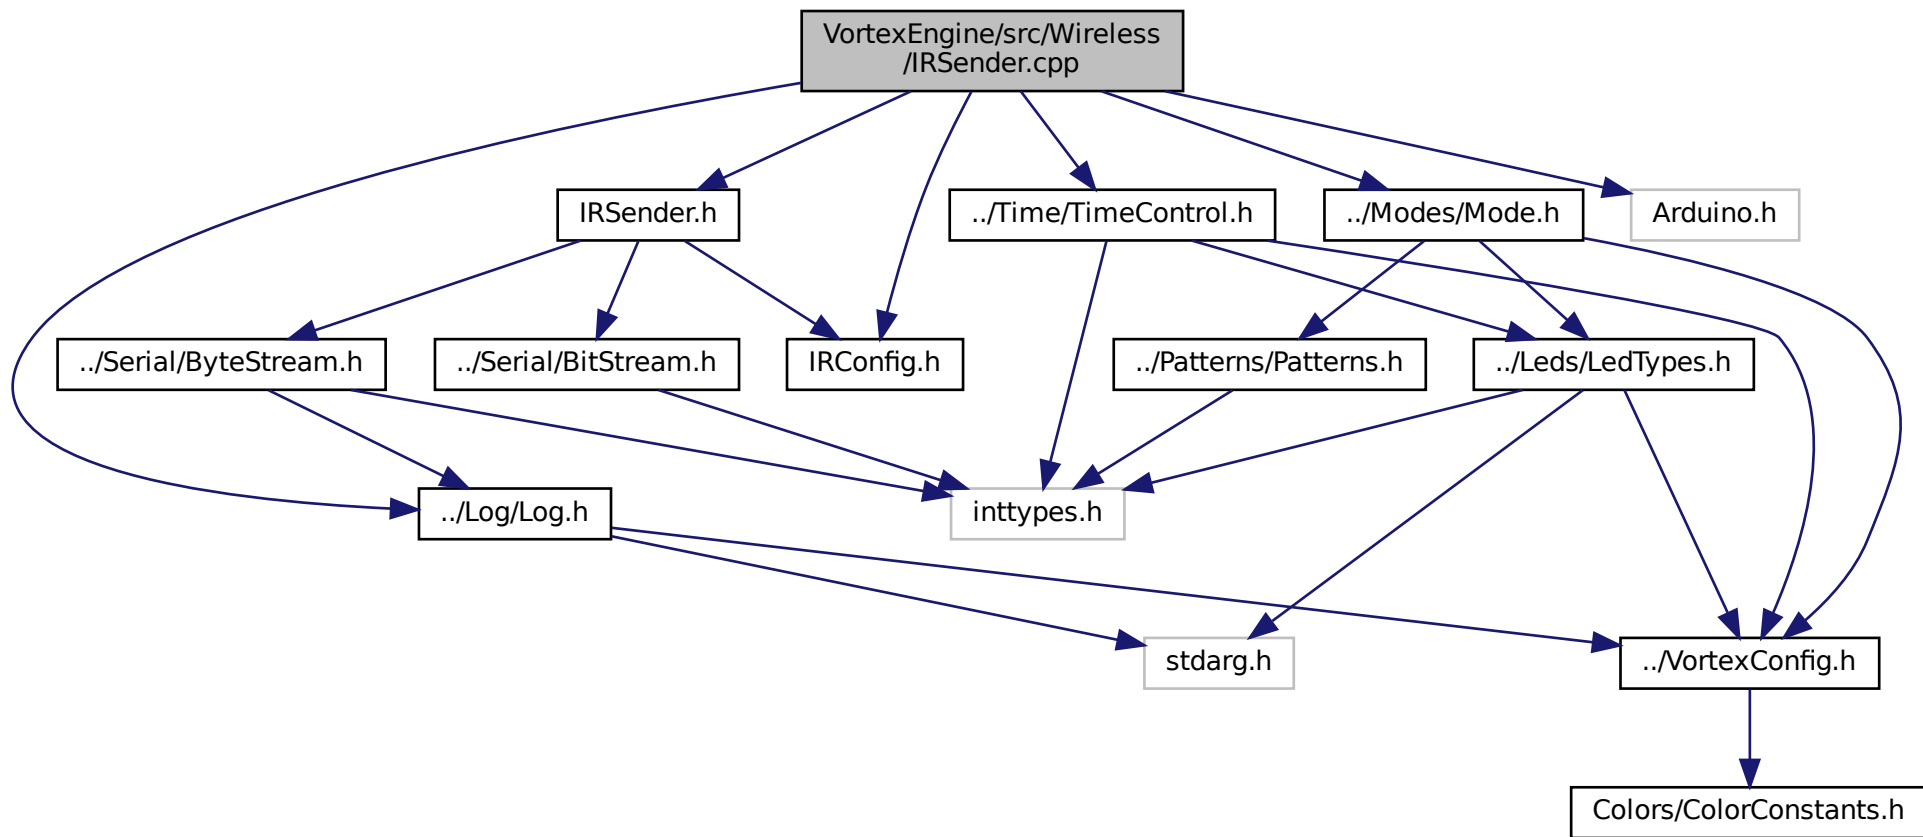 VortexEngine/src/Wireless
/IRSender.cpp
IRSender.h
../Time/TimeControl.h
../Modes/Mode.h
Arduino.h
../Serial/ByteStream.h
../Serial/BitStream.h
IRConfig.h
../Patterns/Patterns.h
../Leds/LedTypes.h
../Log/Log.h
inttypes.h
stdarg.h
../VortexConfig.h
Colors/ColorConstants.h